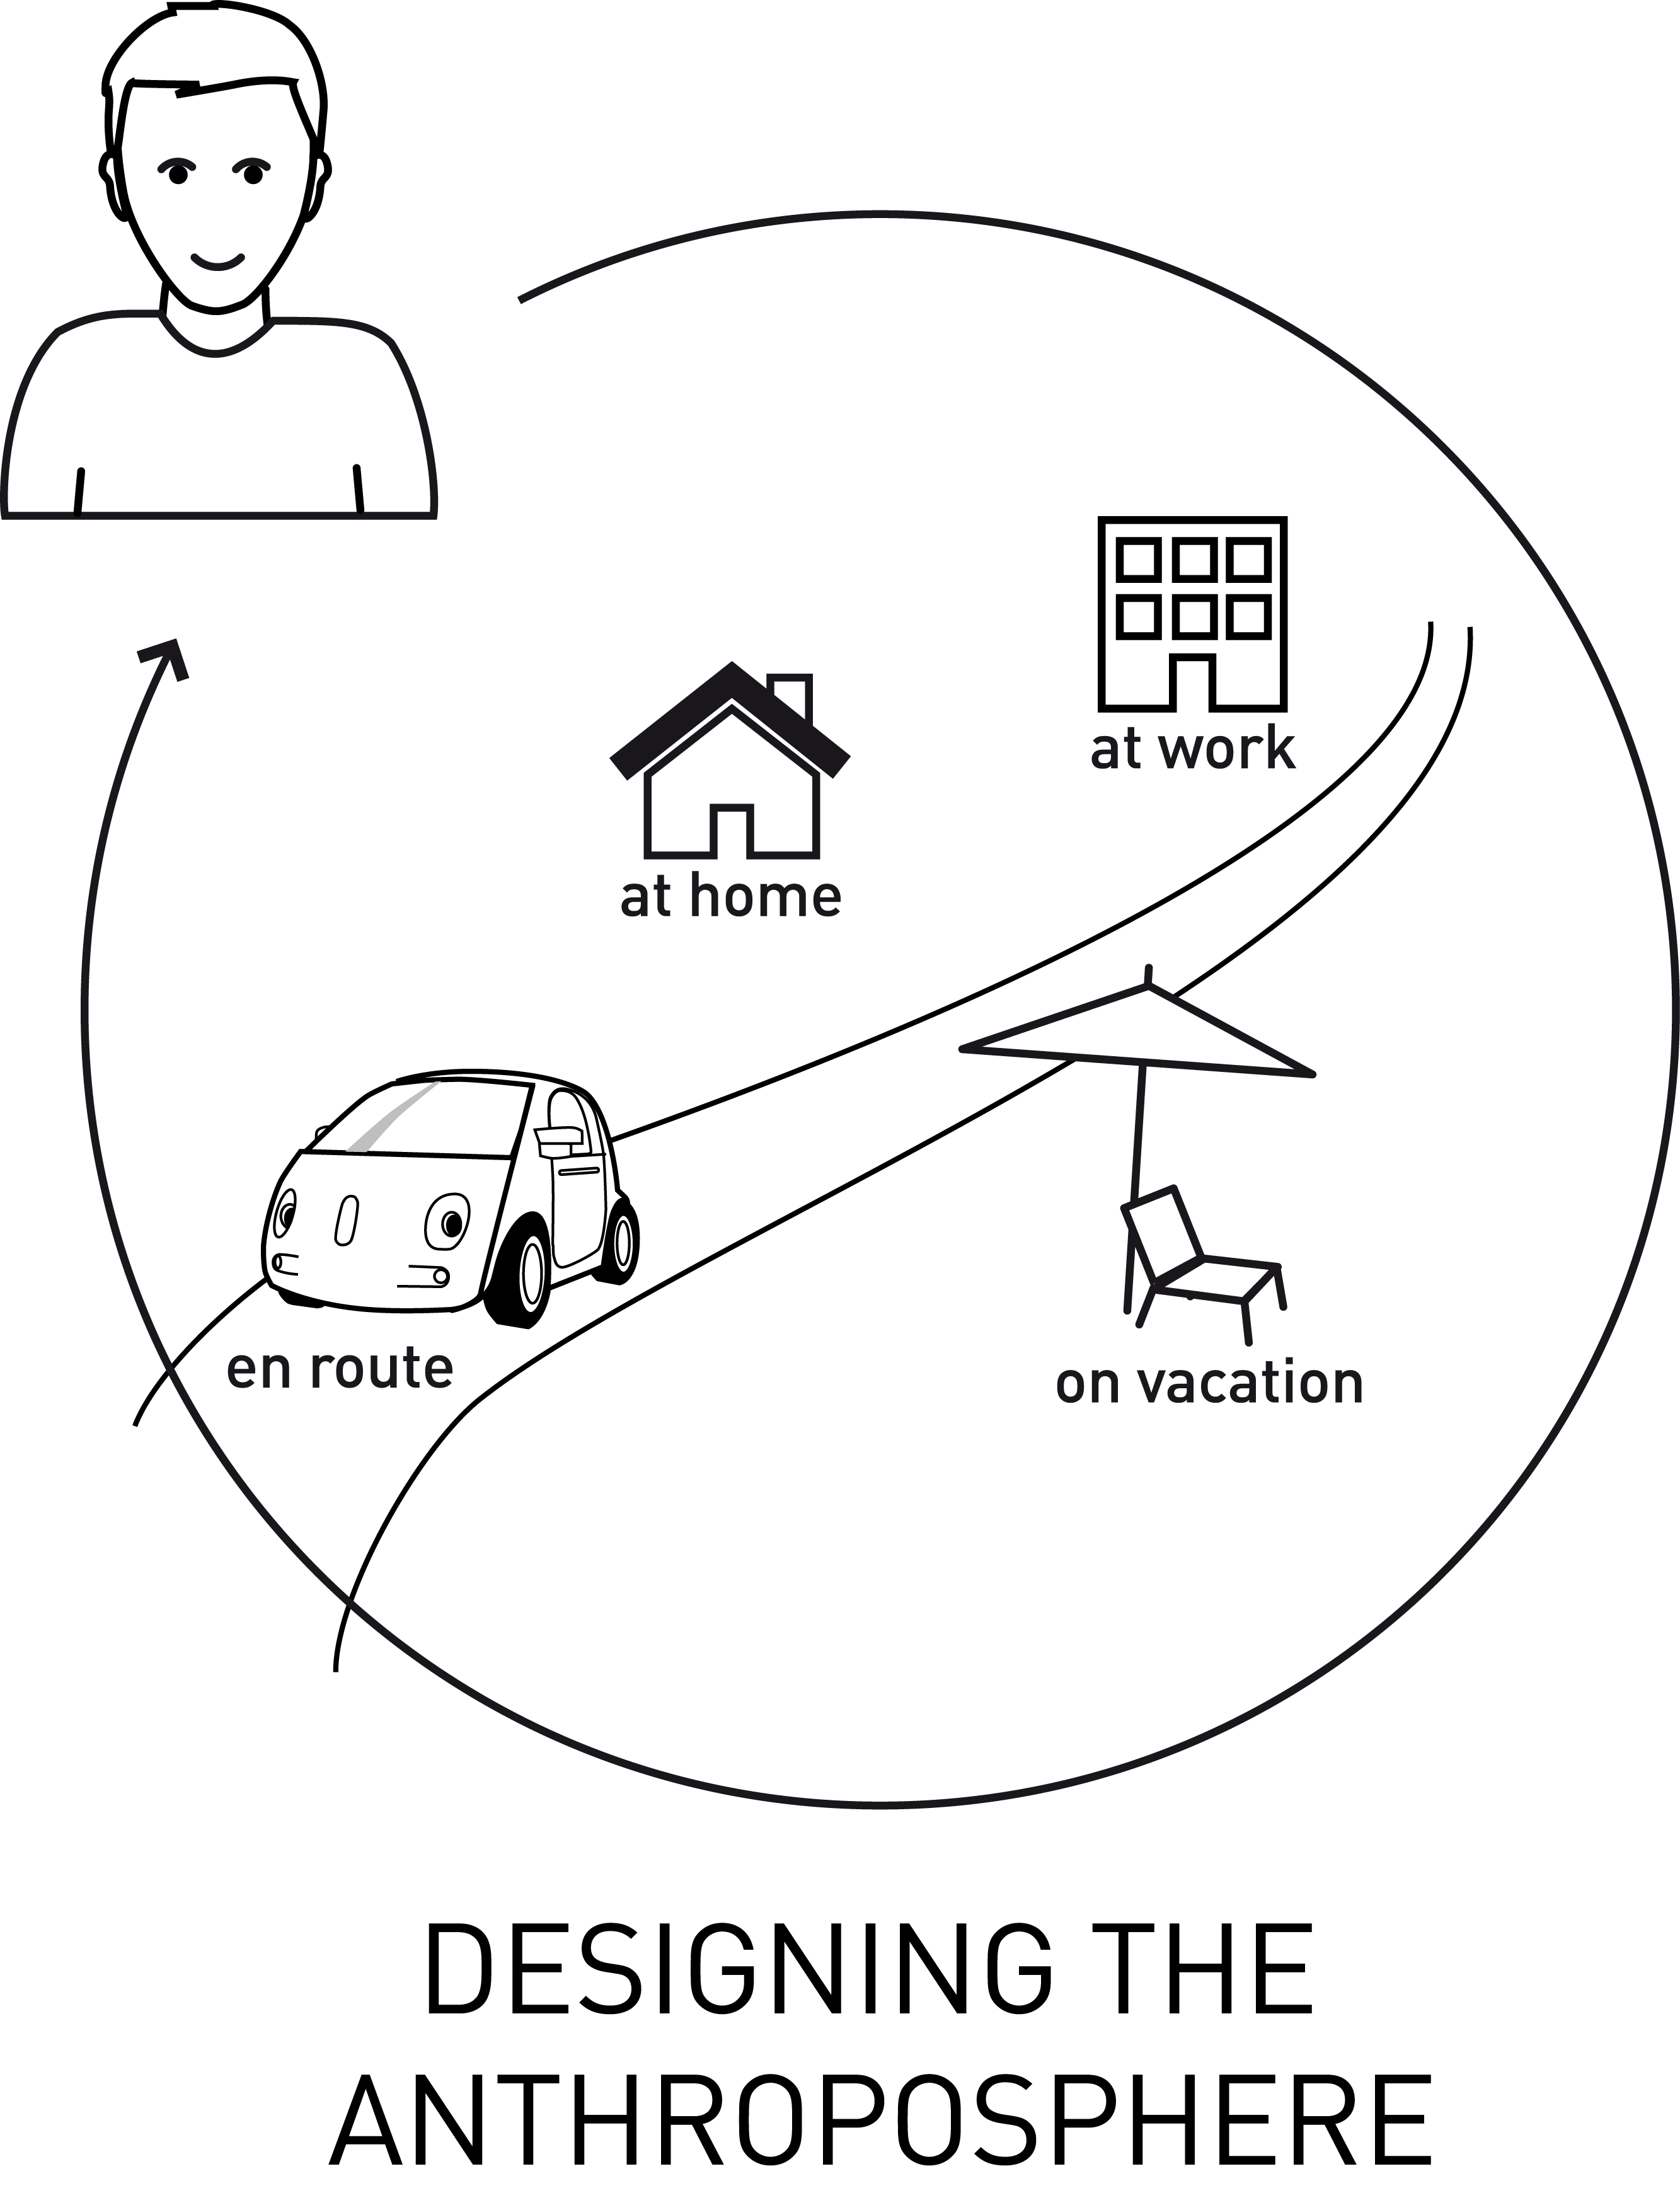 at work
at home
en route
on vacation
DESIGNING THE
ANTHROPOSPHERE